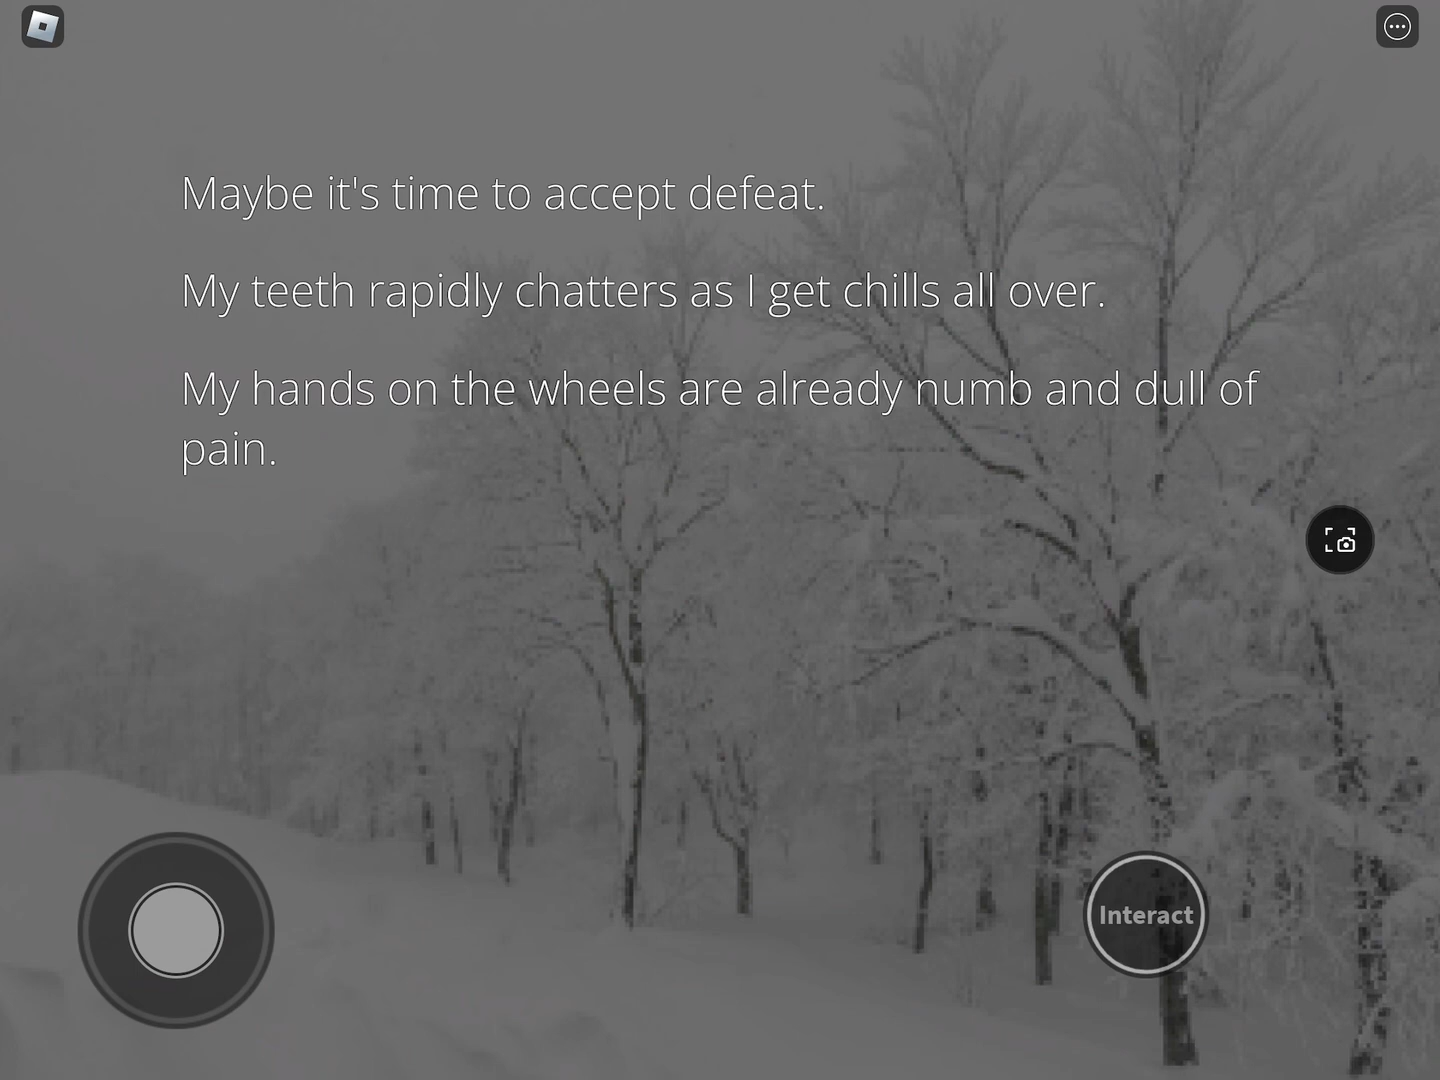 Maybe it's time to accept defeat.
My teeth rapidly chatters as I get chills all over.
My hands on the wheels are already numb and dull of
pain.
Interact